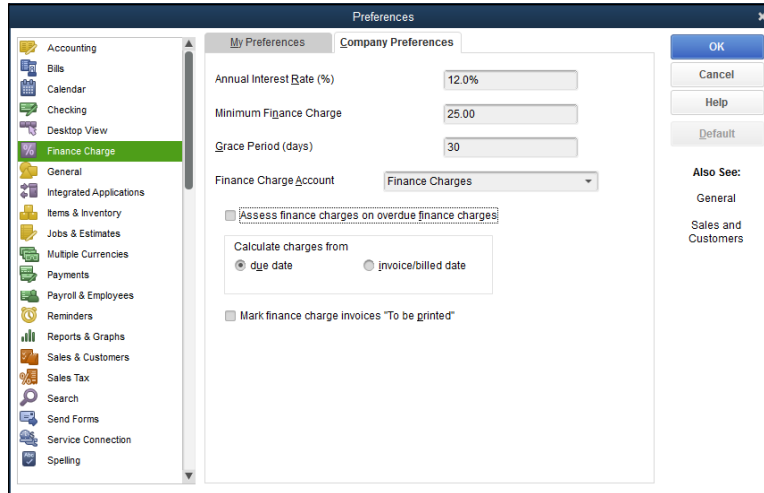 Preferences
Accounting
Bills
Calendar
Checking
Desktop View
Finance Charge
General
Integrated Applications
Items & Inventory
Jobs & Estimates
Multiple Currencies
Payments
Payroll & Employees
Reminders
Reports & Graphs
Sales & Customers
Sales Tax
Search
Send Forms
Service Connection
Spelling
My Preferences
Company Preferences
Annual Interest Rate (%) 12.0%
Minimum Finance Charge 25.00
Grace Period (days) 30
Finance Charge Account Finance Charges
Assess finance charges on overdue finance charges
Calculate charges from
due date
invoice/billed date
Mark finance charge invoices "To be printed"
OK
Cancel
Help
Default
Also See:
General
Sales and
Customers